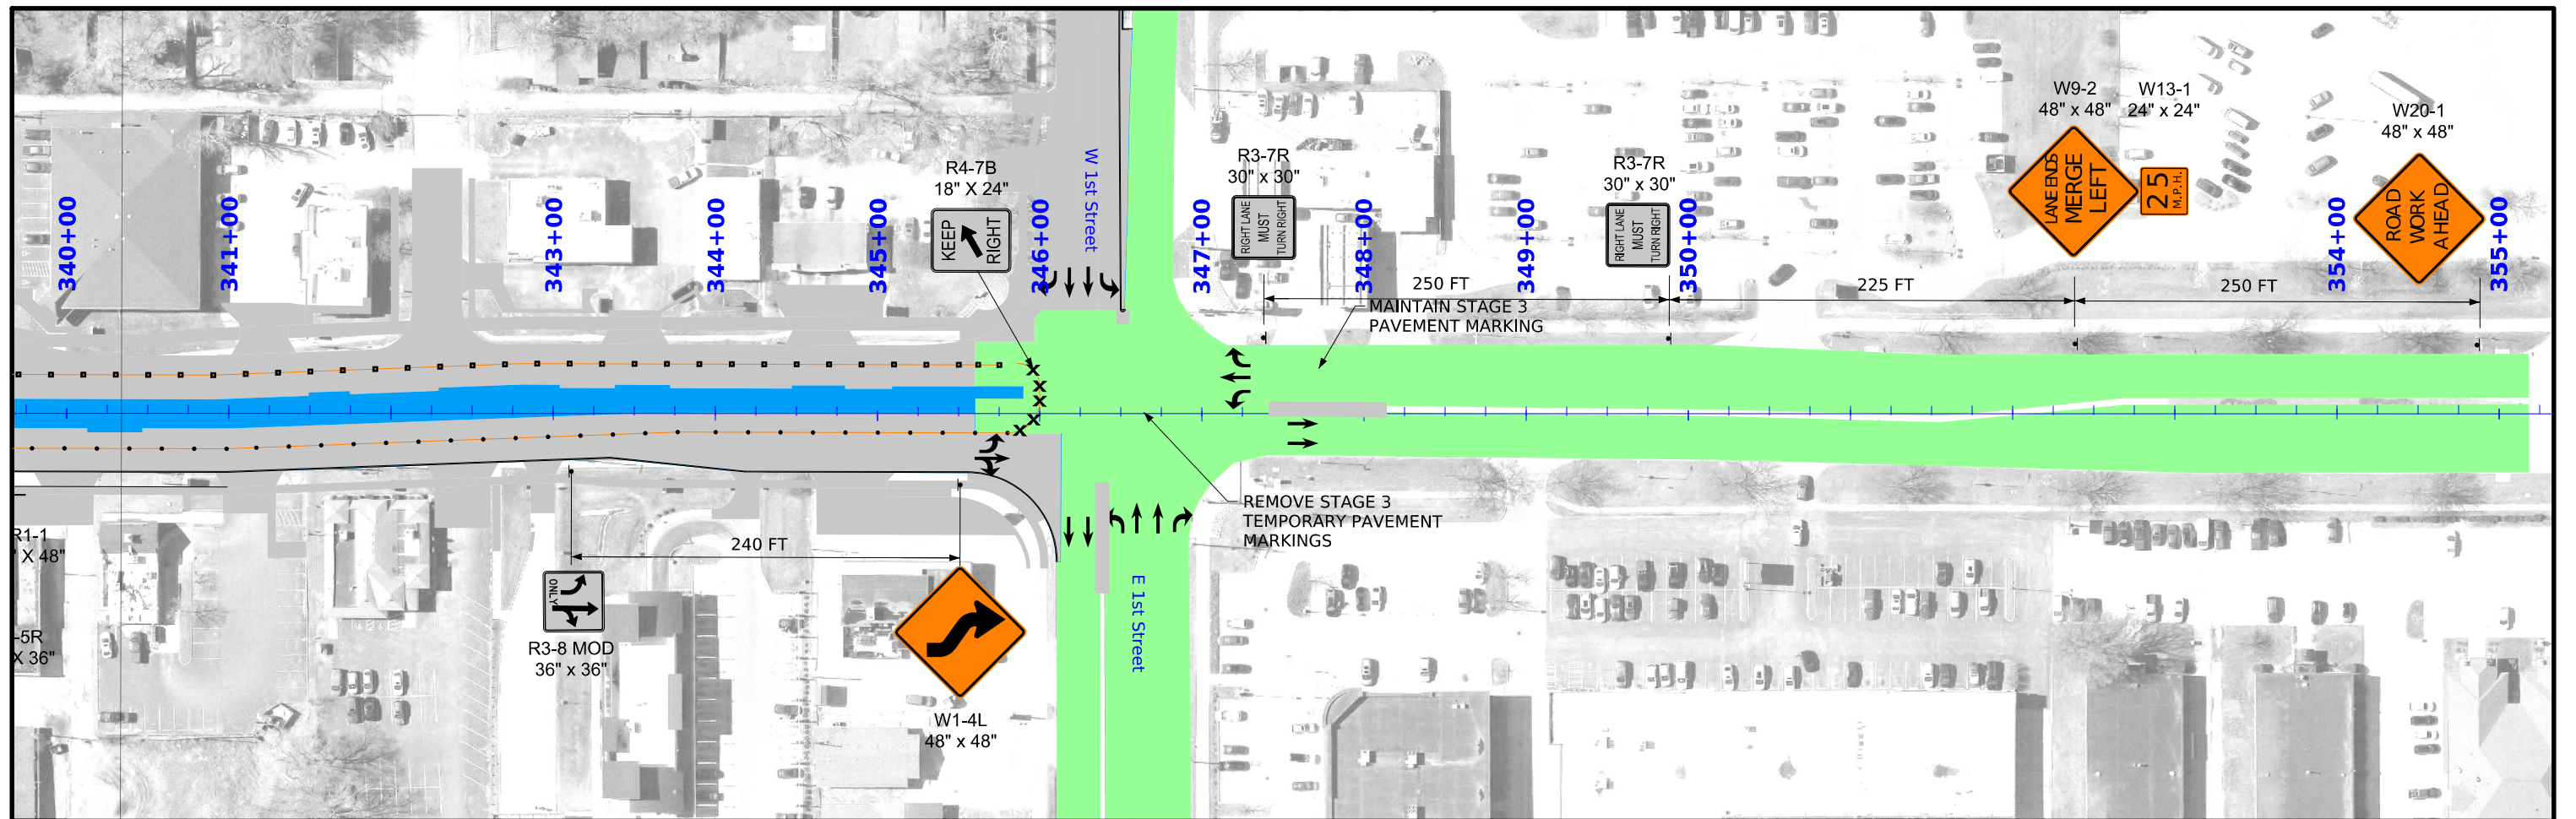 W9-2
48" x 48"
W13-1
24" x 24"
W20-1
48" x 48"
R4-7B
18" X 24"
R3-7R
30" x 30"
R3-7R
30" x 30"
KEEP
RIGHT
RIGHT LANE
MUST
TURN RIGHT
RIGHT LANE
MUST
TURN RIGHT
LANE ENDS
MERGE
LEFT
25
M.P.H.
ROAD
WORK
AHEAD
W 1st Street
340+00
341+00
343+00
344+00
345+00
346+00
347+00
348+00
349+00
350+00
354+00
355+00
250 FT
225 FT
250 FT
MAINTAIN STAGE 3
PAVEMENT MARKING
REMOVE STAGE 3
TEMPORARY PAVEMENT
MARKINGS
240 FT
R1-1
" X 48"
-5R
X 36"
ONLY
R3-8 MOD
36" x 36"
W1-4L
48" x 48"
E 1st Street